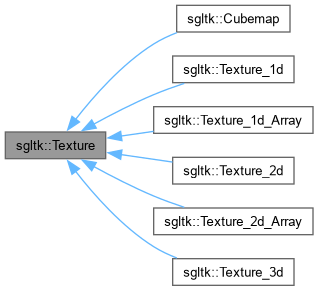 sgltk::Texture
sgltk::Cubemap
sgltk::Texture_1d
sgltk::Texture_1d_Array
sgltk::Texture_2d
sgltk::Texture_2d_Array
sgltk::Texture_3d